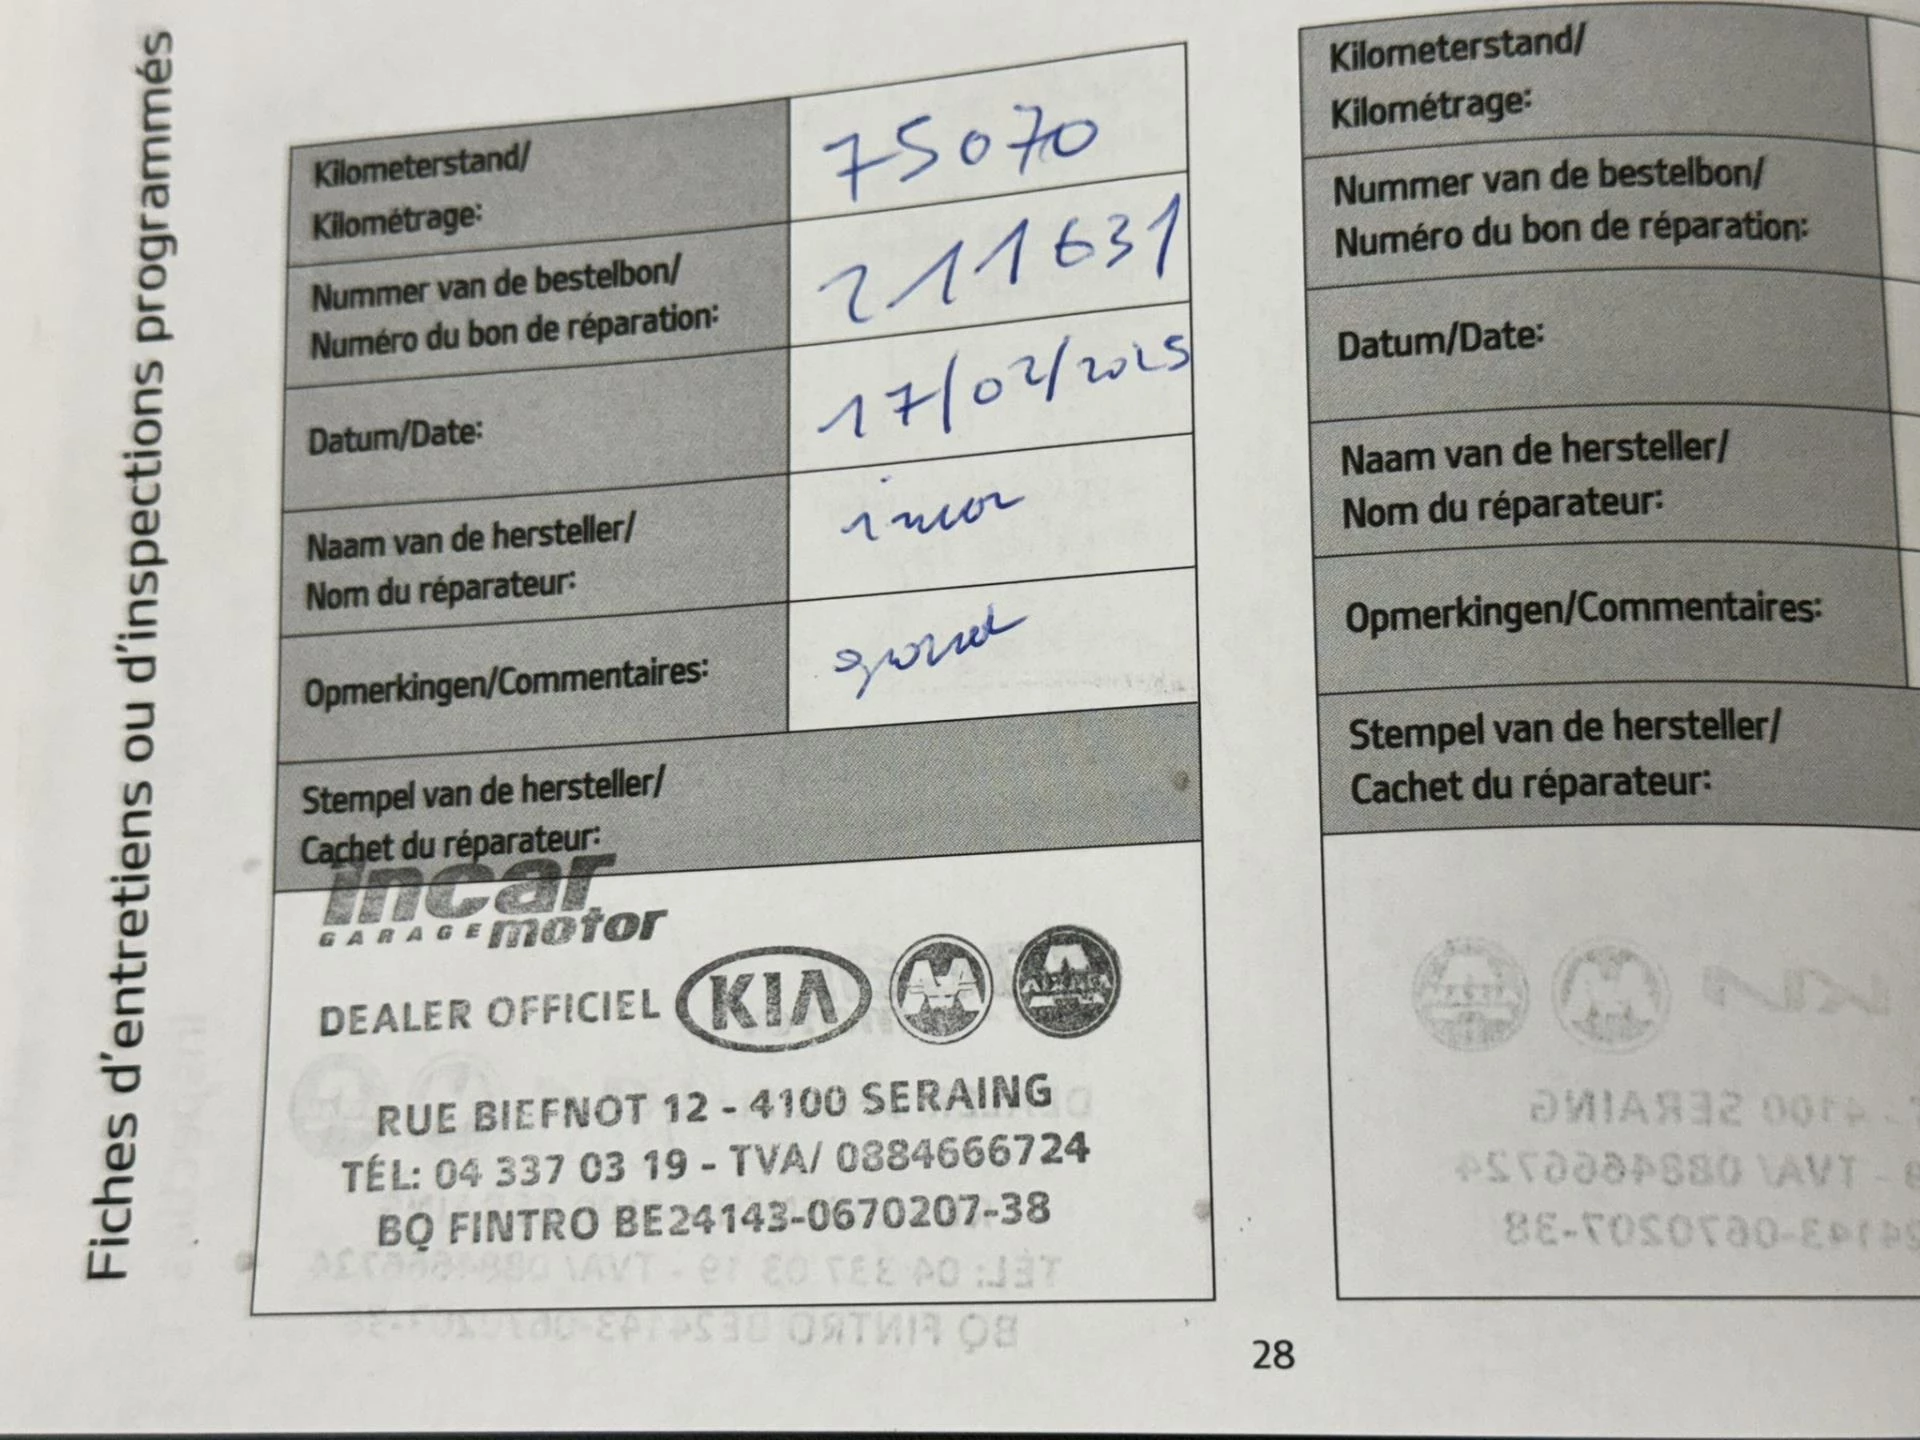 Fiches d'entretiens ou d'inspections programmés
Kilometerstand/
Kilométrage:
75070
Nummer van de bestelbon/
Numéro du bon de réparation:
211631
Datum/Date:
17/02/2025
Naam van de hersteller/
Nom du réparateur:
incar
Opmerkingen/Commentaires:
grand
Stempel van de hersteller/
Cachet du réparateur:
incar
GARAGE motor
DEALER OFFICIEL KIA
RUE BIEFNOT 12 - 4100 SERAING
TÉL: 04 337 03 19 - TVA/ 0884666724
BQ FINTRO BE24143-0670207-38
Kilometerstand/
Kilométrage:
Nummer van de bestelbon/
Numéro du bon de réparation:
Datum/Date:
Naam van de hersteller/
Nom du réparateur:
Opmerkingen/Commentaires:
Stempel van de hersteller/
Cachet du réparateur:
28